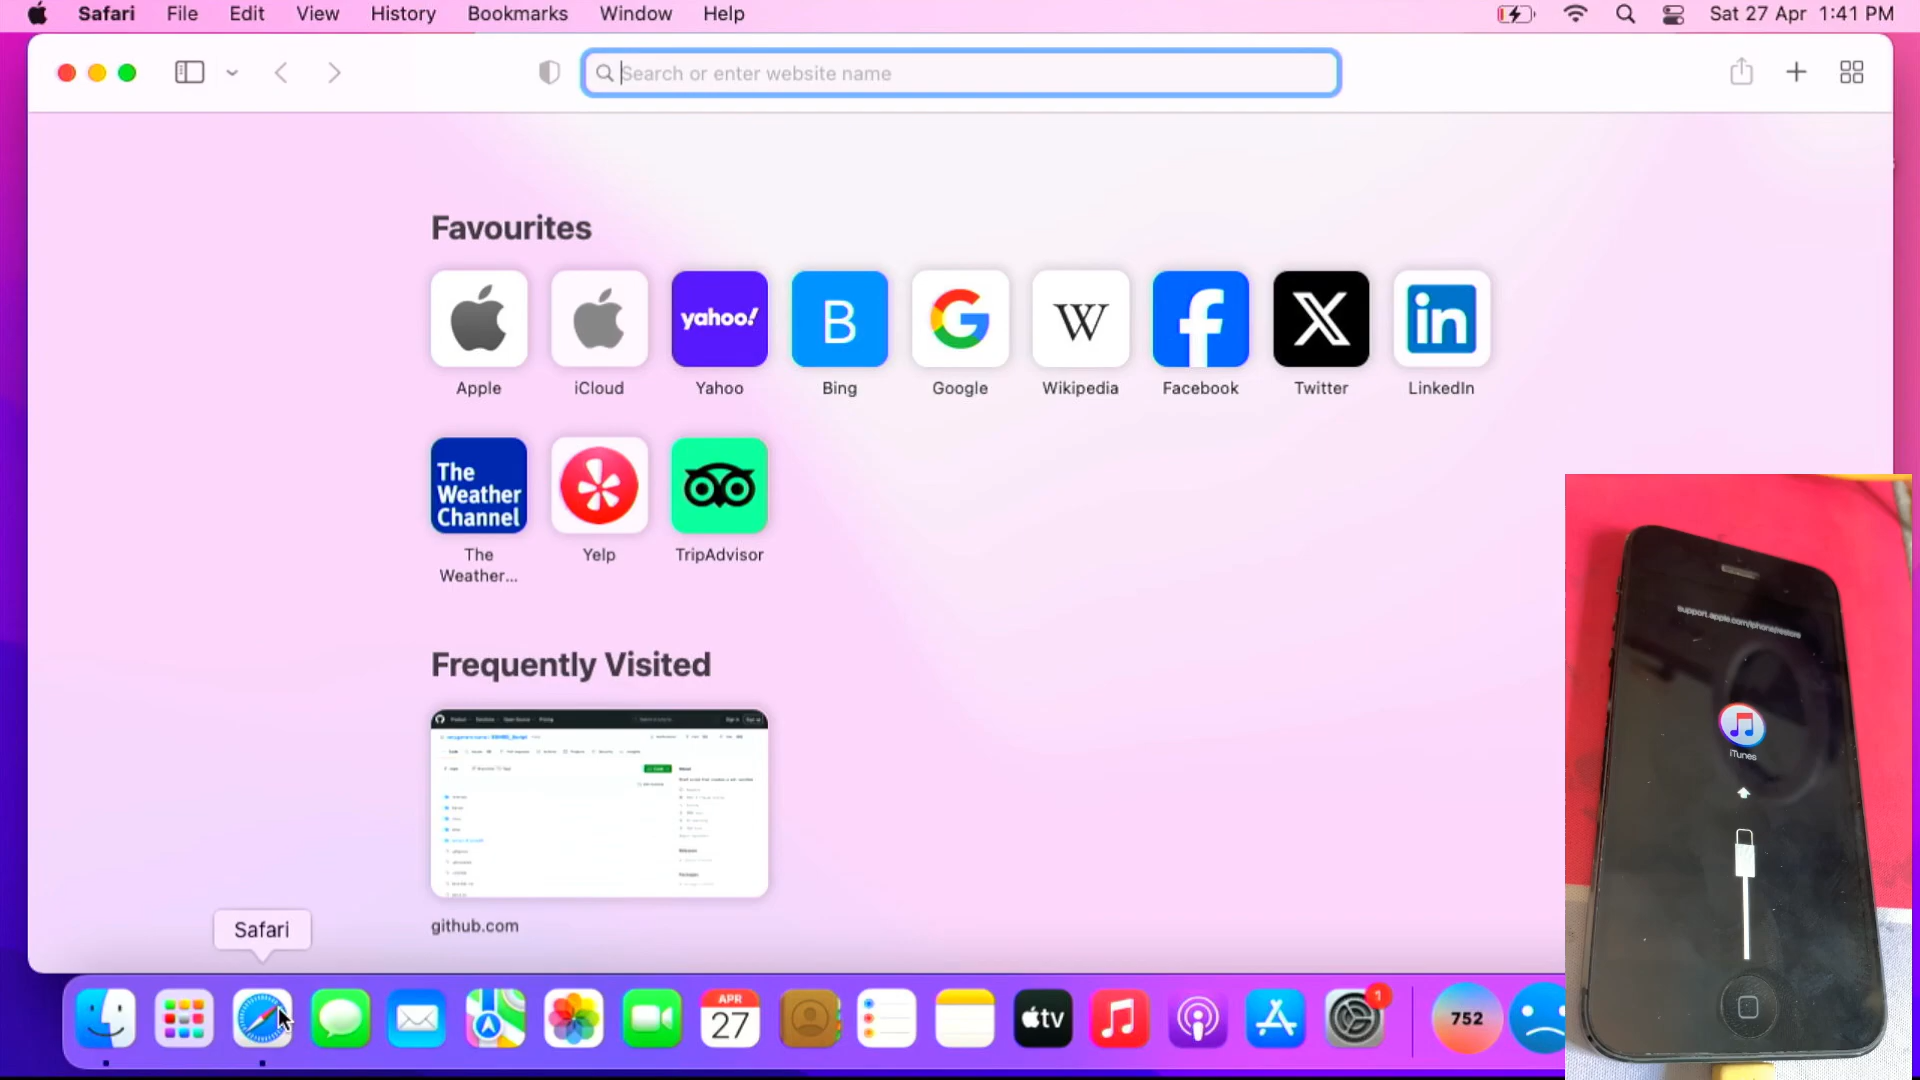 Safari File Edit View History Bookmarks Window Help Sat 27 Apr 1:41 PM
Search or enter website name
Favourites
yahoo! B G W f X in
Apple iCloud Yahoo Bing Google Wikipedia Facebook Twitter LinkedIn
The
Weather
Channel
The
Weather...
Yelp TripAdvisor
support.apple.com/iphone/restore
iTunes
Frequently Visited
github.com
Safari
APR
27
tv
1
752